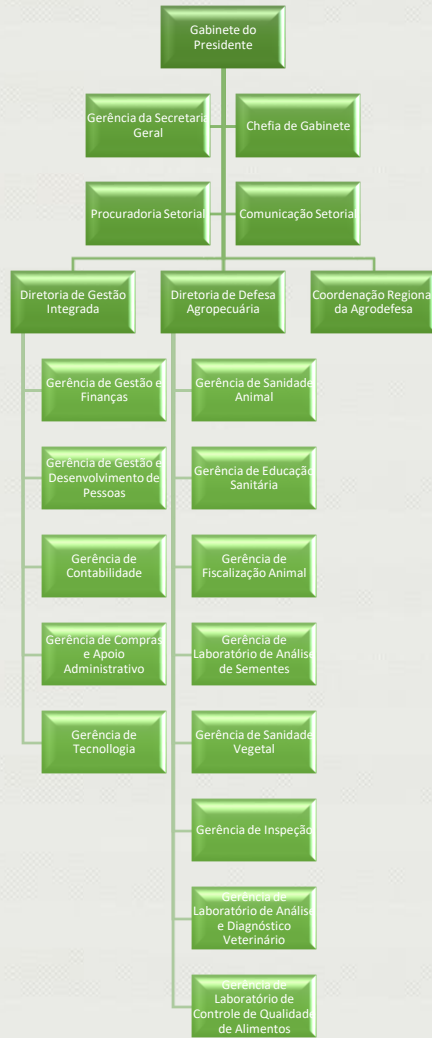 Gabinete do
Presidente
Gerência da Secretaria
Geral
Chefia de Gabinete
Procuradoria Setorial
Comunicação Setorial
Diretoria de Gestão
Integrada
Diretoria de Defesa
Agropecuária
Coordenação Regional
da Agrodefesa
Gerência de Gestão e
Finanças
Gerência de Gestão e
Desenvolvimento de
Pessoas
Gerência de
Contabilidade
Gerência de Compras
e Apoio
Administrativo
Gerência de
Tecnollogia
Gerência de Sanidade
Animal
Gerência de Educação
Sanitária
Gerência de
Fiscalização Animal
Gerência de
Laboratório de Análise
de Sementes
Gerência de Sanidade
Vegetal
Gerência de Inspeção
Gerência de
Laboratório de Análise
e Diagnóstico
Veterinário
Gerência de
Laboratório de
Controle de Qualidade
de Alimentos